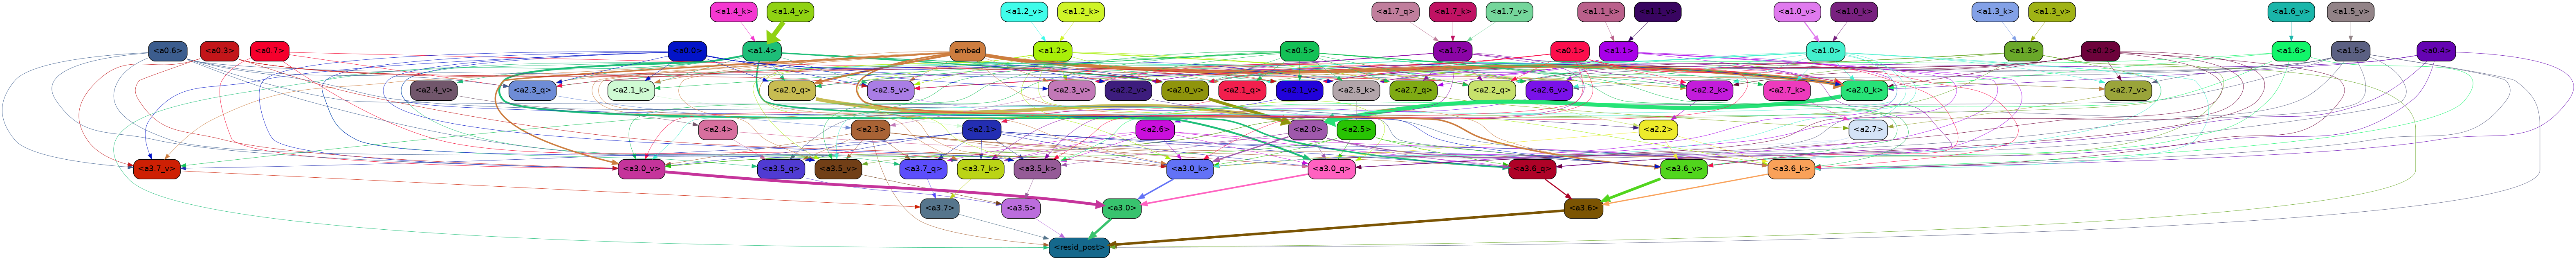 <a1.4_k> <a1.4_v> <a1.2_v> <a1.2_k> <a1.7_q> <a1.7_k> <a1.7_v> <a1.1_k> <a1.1_v> <a1.0_v> <a1.0_k> <a1.3_k> <a1.3_v> <a1.6_v> <a1.5_v>
<a0.6> <a0.3> <a0.7> <a0.0> <a1.4> embed <a1.2> <a0.5> <a1.7> <a0.1> <a1.1> <a1.0> <a1.3> <a0.2> <a1.6> <a1.5> <a0.4>
<a2.4_v> <a2.3_q> <a2.1_k> <a2.0_q> <a2.5_v> <a2.3_v> <a2.2_v> <a2.0_v> <a2.1_q> <a2.1_v> <a2.5_k> <a2.7_q> <a2.2_q> <a2.6_v> <a2.2_k> <a2.7_k> <a2.0_k> <a2.7_v>
<a2.4> <a2.3> <a2.1> <a2.6> <a2.0> <a2.5> <a2.2> <a2.7>
<a3.7_v> <a3.0_v> <a3.5_q> <a3.5_v> <a3.7_q> <a3.7_k> <a3.5_k> <a3.0_k> <a3.0_q> <a3.6_q> <a3.6_v> <a3.6_k>
<a3.7> <a3.5> <a3.0> <a3.6>
<resid_post>